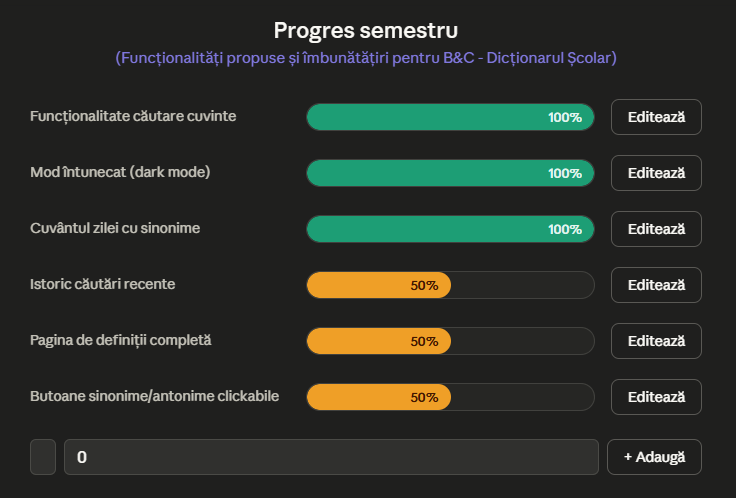 Progres semestru
(Funcționalități propuse și îmbunătățiri pentru B&C - Dicționarul Școlar)
Funcționalitate căutare cuvinte 100% Editează
Mod întunecat (dark mode) 100% Editează
Cuvântul zilei cu sinonime 100% Editează
Istoric căutări recente 50% Editează
Pagina de definiții completă 50% Editează
Butoane sinonime/antonime clickabile 50% Editează
0 + Adaugă